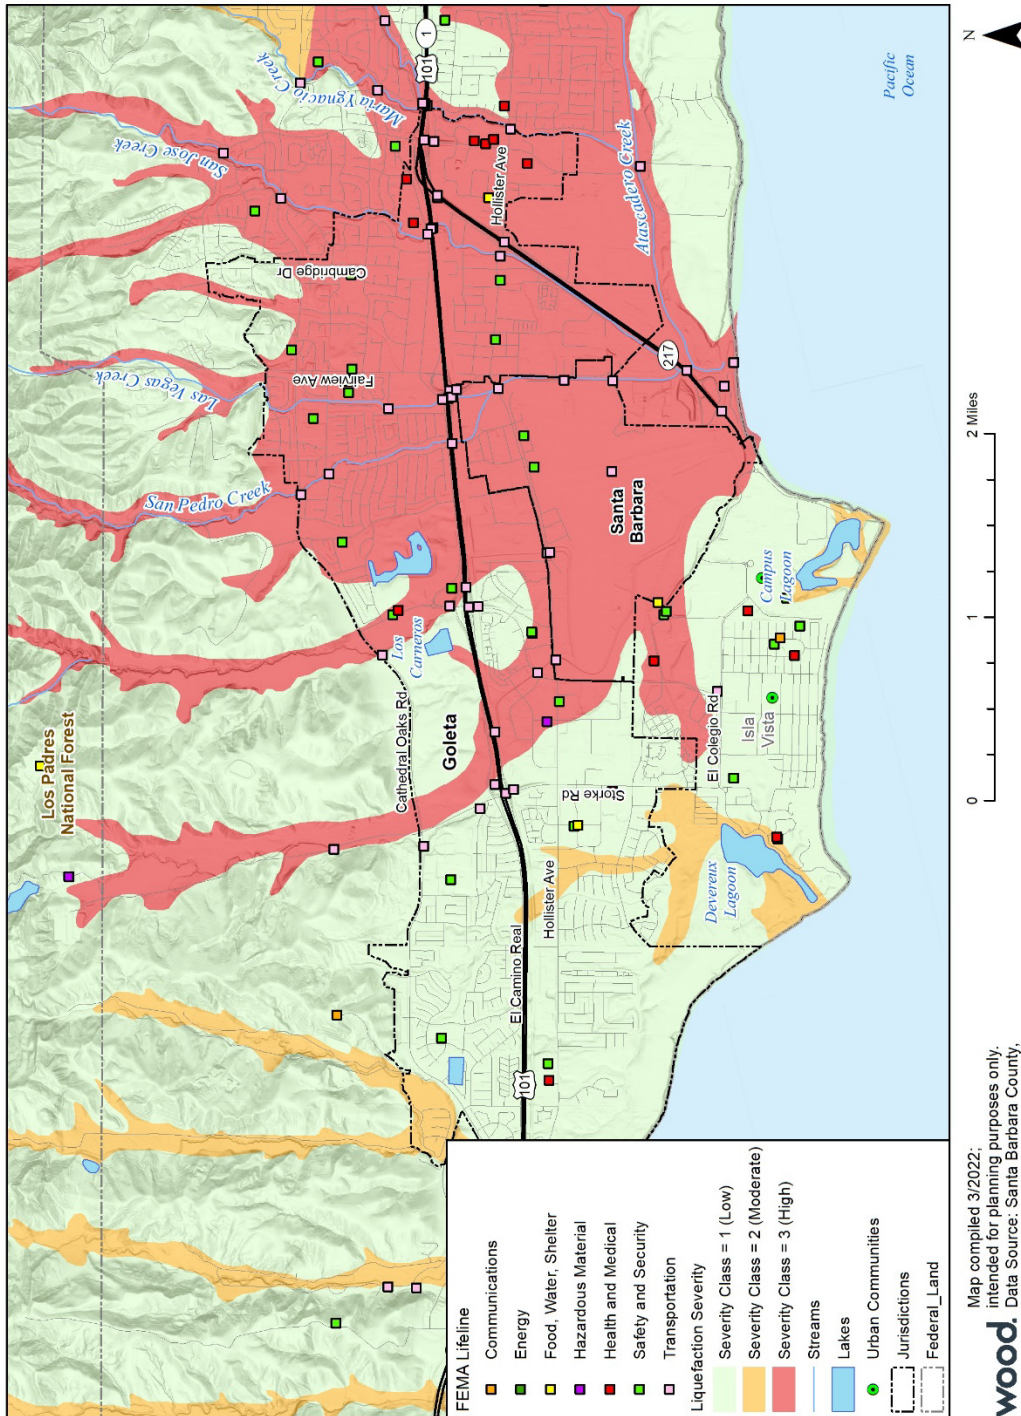 Los Padres
National Forest
San Pedro Creek
Las Vegas Creek
San Jose Creek
Maria Ygnacio Creek
Cathedral Oaks Rd
Los
Carneros
Fairview Ave
Cambridge Dr
101
1
Goleta
El Camino Real
101
Hollister Ave
Hollister Ave
Storke Rd
Santa
Barbara
217
Atascadero Creek
El Colegio Rd
Isla
Vista
Campus
Lagoon
Devereux
Lagoon
Pacific
Ocean
FEMA Lifeline
Communications
Energy
Food, Water, Shelter
Hazardous Material
Health and Medical
Safety and Security
Transportation
Liquefaction Severity
Severity Class = 1 (Low)
Severity Class = 2 (Moderate)
Severity Class = 3 (High)
Streams
Lakes
Urban Communities
Jurisdictions
Federal_Land
wood.
Map compiled 3/2022;
intended for planning purposes only.
Data Source: Santa Barbara County,
0
1
2 Miles
N